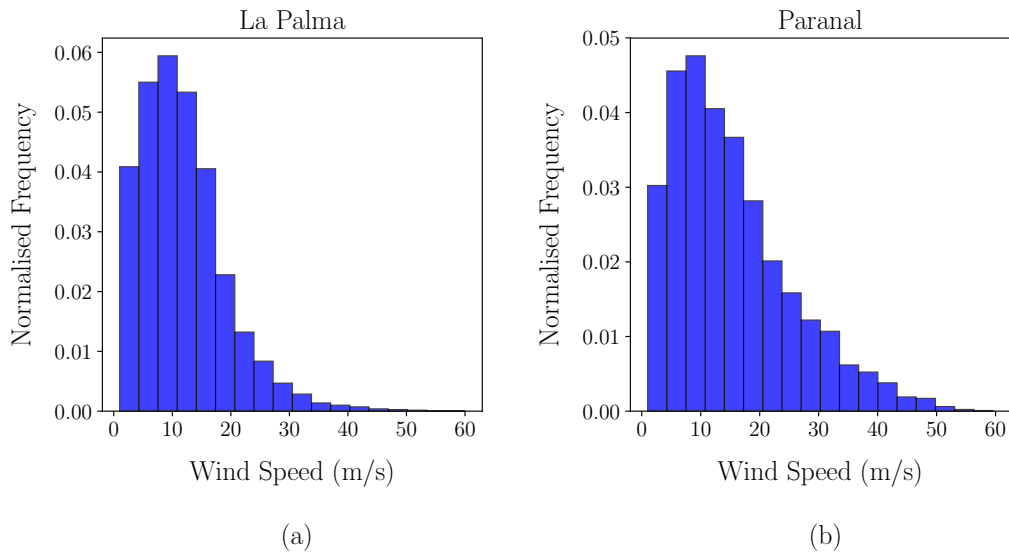 La Palma
0.06
0.05
0.04
0.03
0.02
0.01
0.00
Normalised Frequency
0 10 20 30 40 50 60
Wind Speed (m/s)
(a)
Paranal
0.05
0.04
0.03
0.02
0.01
0.00
Normalised Frequency
0 10 20 30 40 50 60
Wind Speed (m/s)
(b)